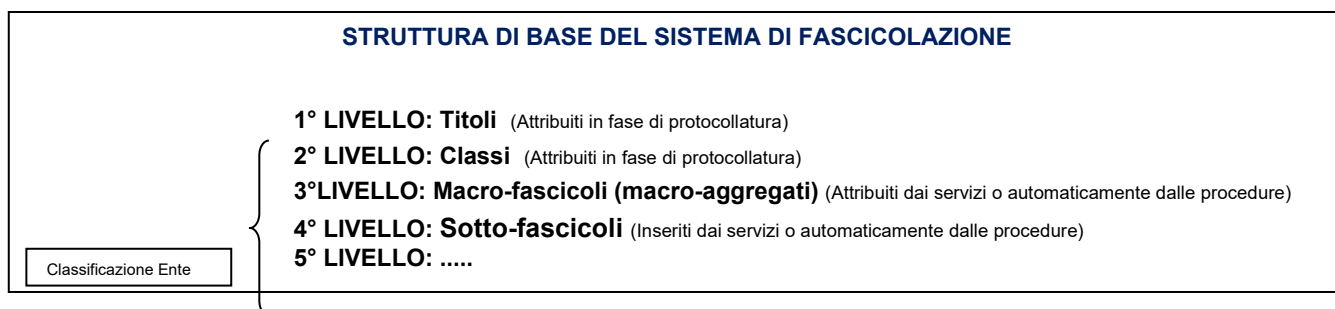 STRUTTURA DI BASE DEL SISTEMA DI FASCICOLAZIONE
1° LIVELLO: Titoli (Attribuiti in fase di protocollatura)
2° LIVELLO: Classi (Attribuiti in fase di protocollatura)
3°LIVELLO: Macro-fascicoli (macro-aggregati) (Attribuiti dai servizi o automaticamente dalle procedure)
4° LIVELLO: Sotto-fascicoli (Inseriti dai servizi o automaticamente dalle procedure)
5° LIVELLO: .....
Classificazione Ente